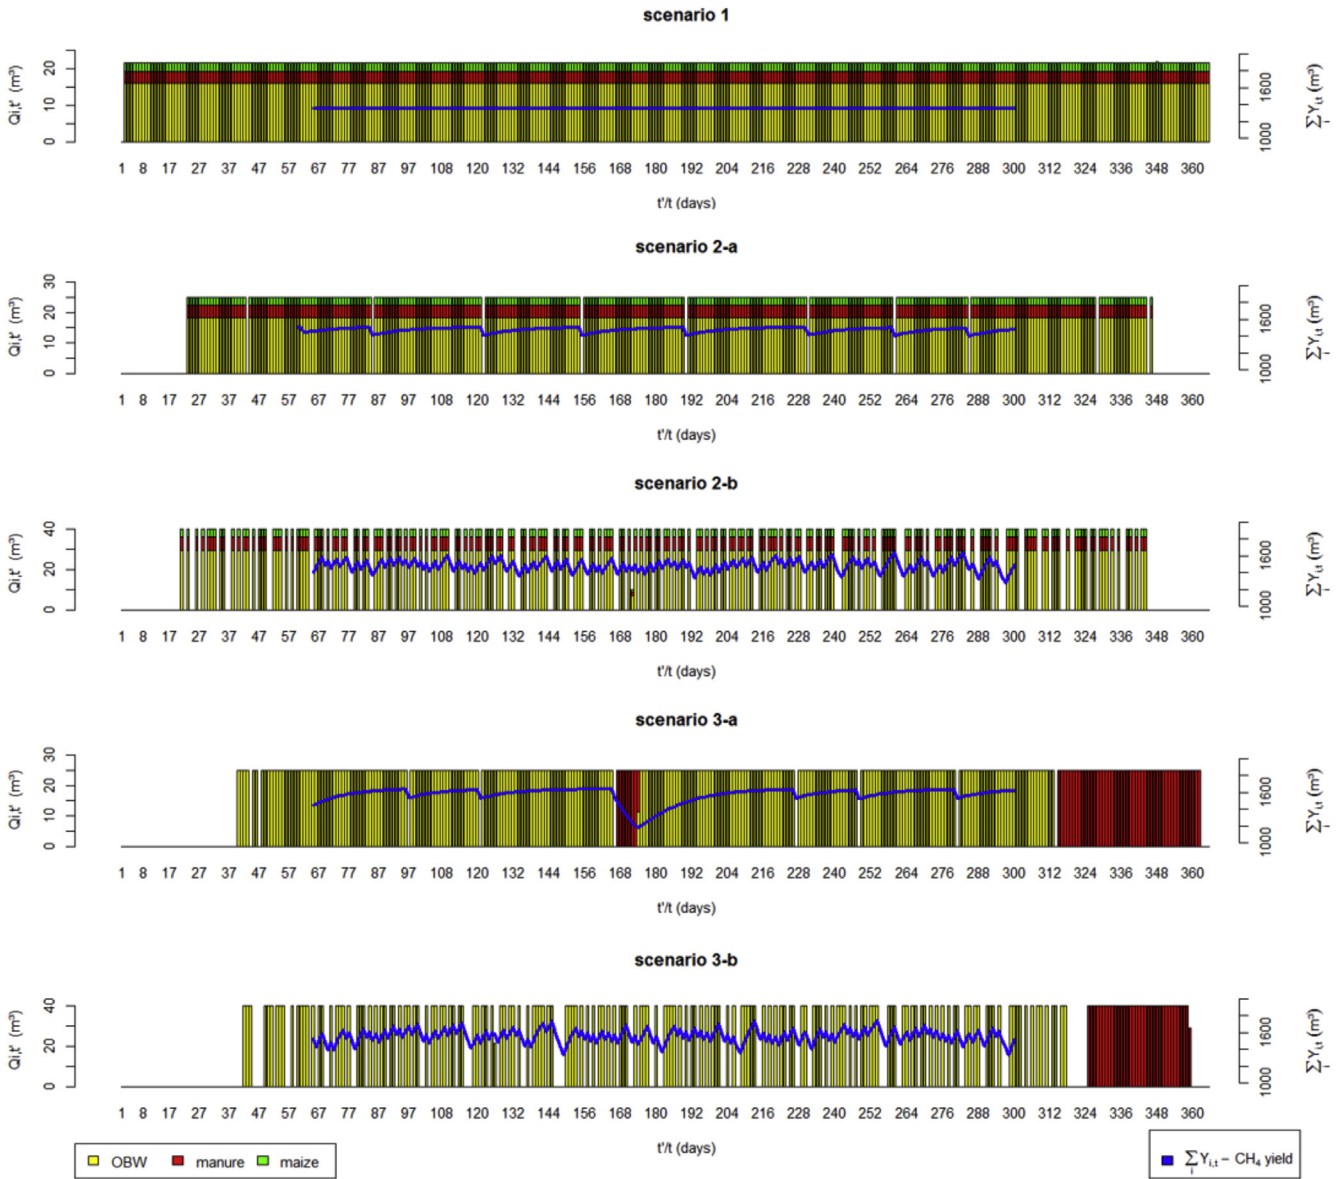 scenario 1
Qi,t' (m³)
0 10 20
1000 1600
∑Yi,t (m³)
i
1 8 17 27 37 47 57 67 77 87 97 108 120 132 144 156 168 180 192 204 216 228 240 252 264 276 288 300 312 324 336 348 360
t'/t (days)
scenario 2-a
Qi,t' (m³)
0 10 20 30
1000 1600
∑Yi,t (m³)
i
1 8 17 27 37 47 57 67 77 87 97 108 120 132 144 156 168 180 192 204 216 228 240 252 264 276 288 300 312 324 336 348 360
t'/t (days)
scenario 2-b
Qi,t' (m³)
0 20 40
1000 1600
∑Yi,t (m³)
i
1 8 17 27 37 47 57 67 77 87 97 108 120 132 144 156 168 180 192 204 216 228 240 252 264 276 288 300 312 324 336 348 360
t'/t (days)
scenario 3-a
Qi,t' (m³)
0 10 20 30
1000 1600
∑Yi,t (m³)
i
1 8 17 27 37 47 57 67 77 87 97 108 120 132 144 156 168 180 192 204 216 228 240 252 264 276 288 300 312 324 336 348 360
t'/t (days)
scenario 3-b
Qi,t' (m³)
0 20 40
1000 1600
∑Yi,t (m³)
i
1 8 17 27 37 47 57 67 77 87 97 108 120 132 144 156 168 180 192 204 216 228 240 252 264 276 288 300 312 324 336 348 360
t'/t (days)
OBW manure maize
∑Yi,t – CH₄ yield
i